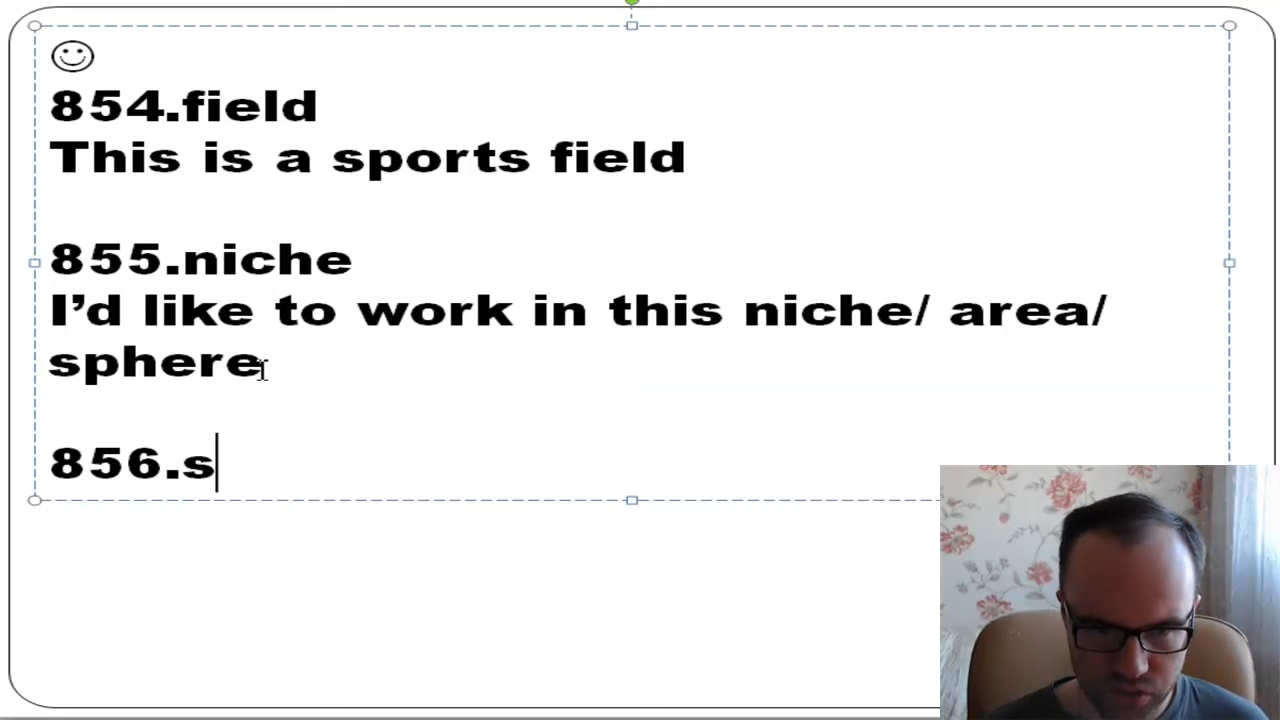 854.field
This is a sports field
855.niche
I’d like to work in this niche/ area/
sphere
856.s